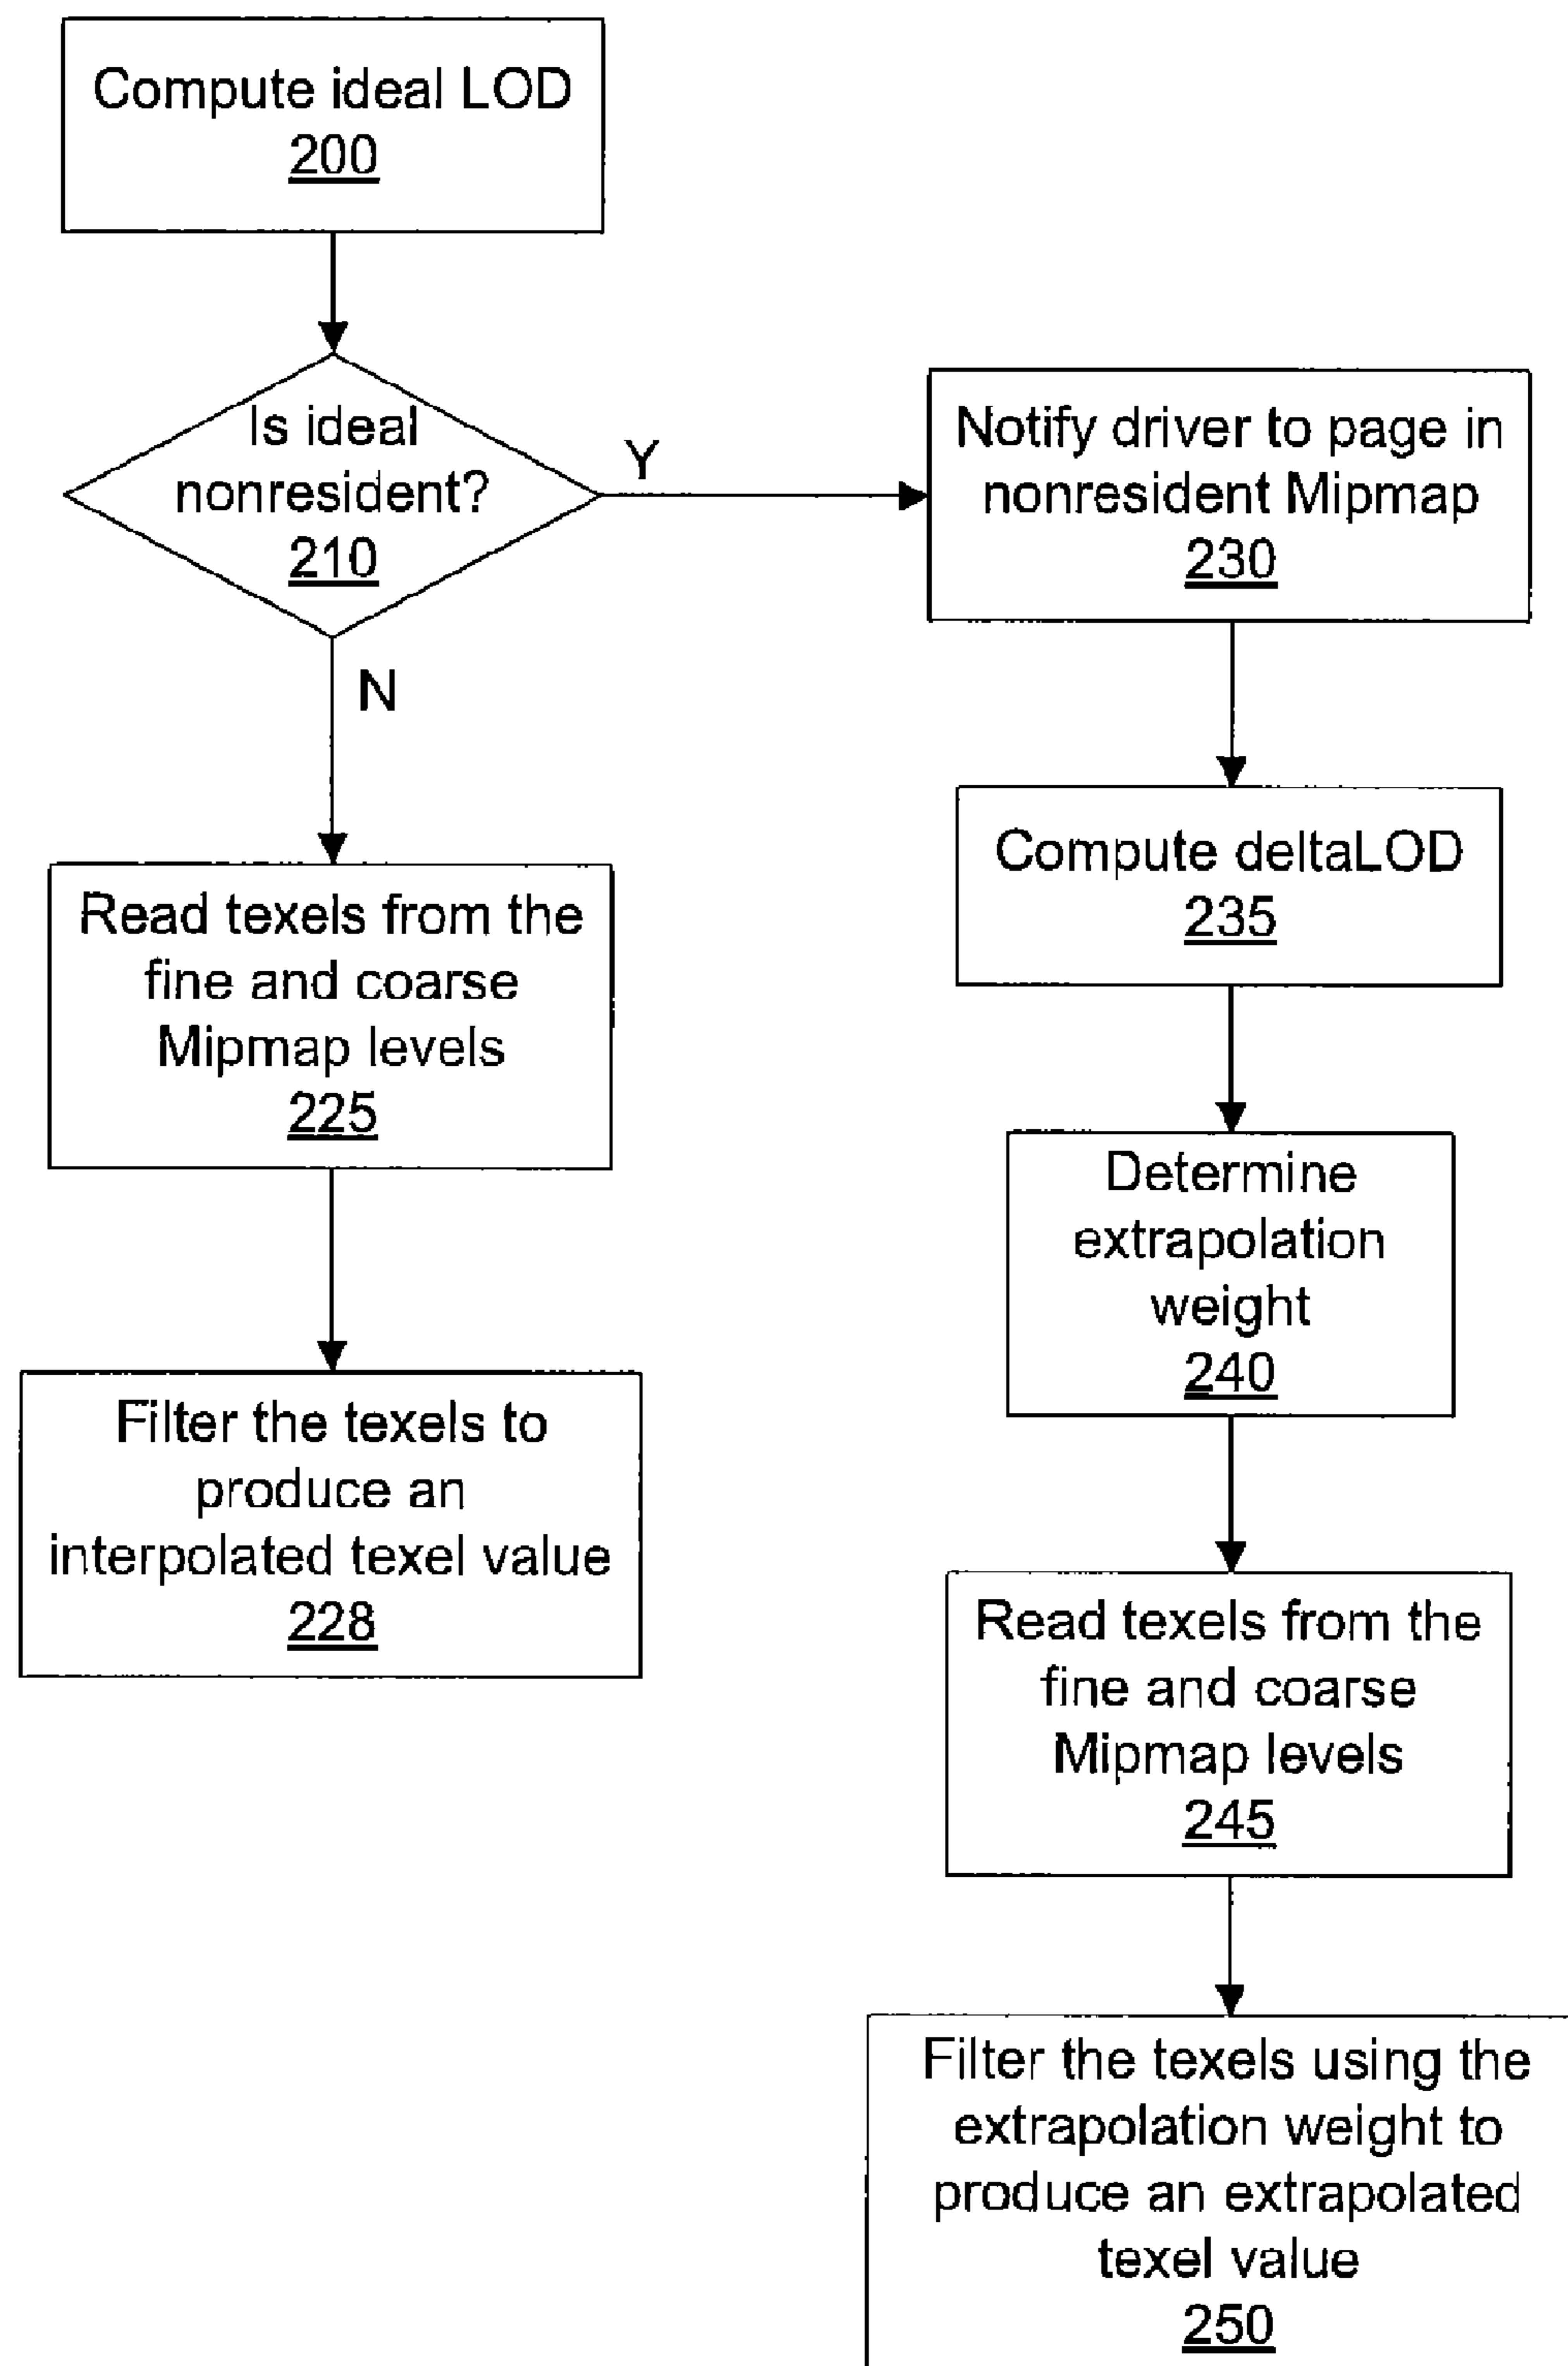 Compute ideal LOD
200
Is ideal
nonresident?
210
Y
N
Read texels from the
fine and coarse
Mipmap levels
225
Filter the texels to
produce an
interpolated texel value
228
Notify driver to page in
nonresident Mipmap
230
Compute deltaLOD
235
Determine
extrapolation
weight
240
Read texels from the
fine and coarse
Mipmap levels
245
Filter the texels using the
extrapolation weight to
produce an extrapolated
texel value
250